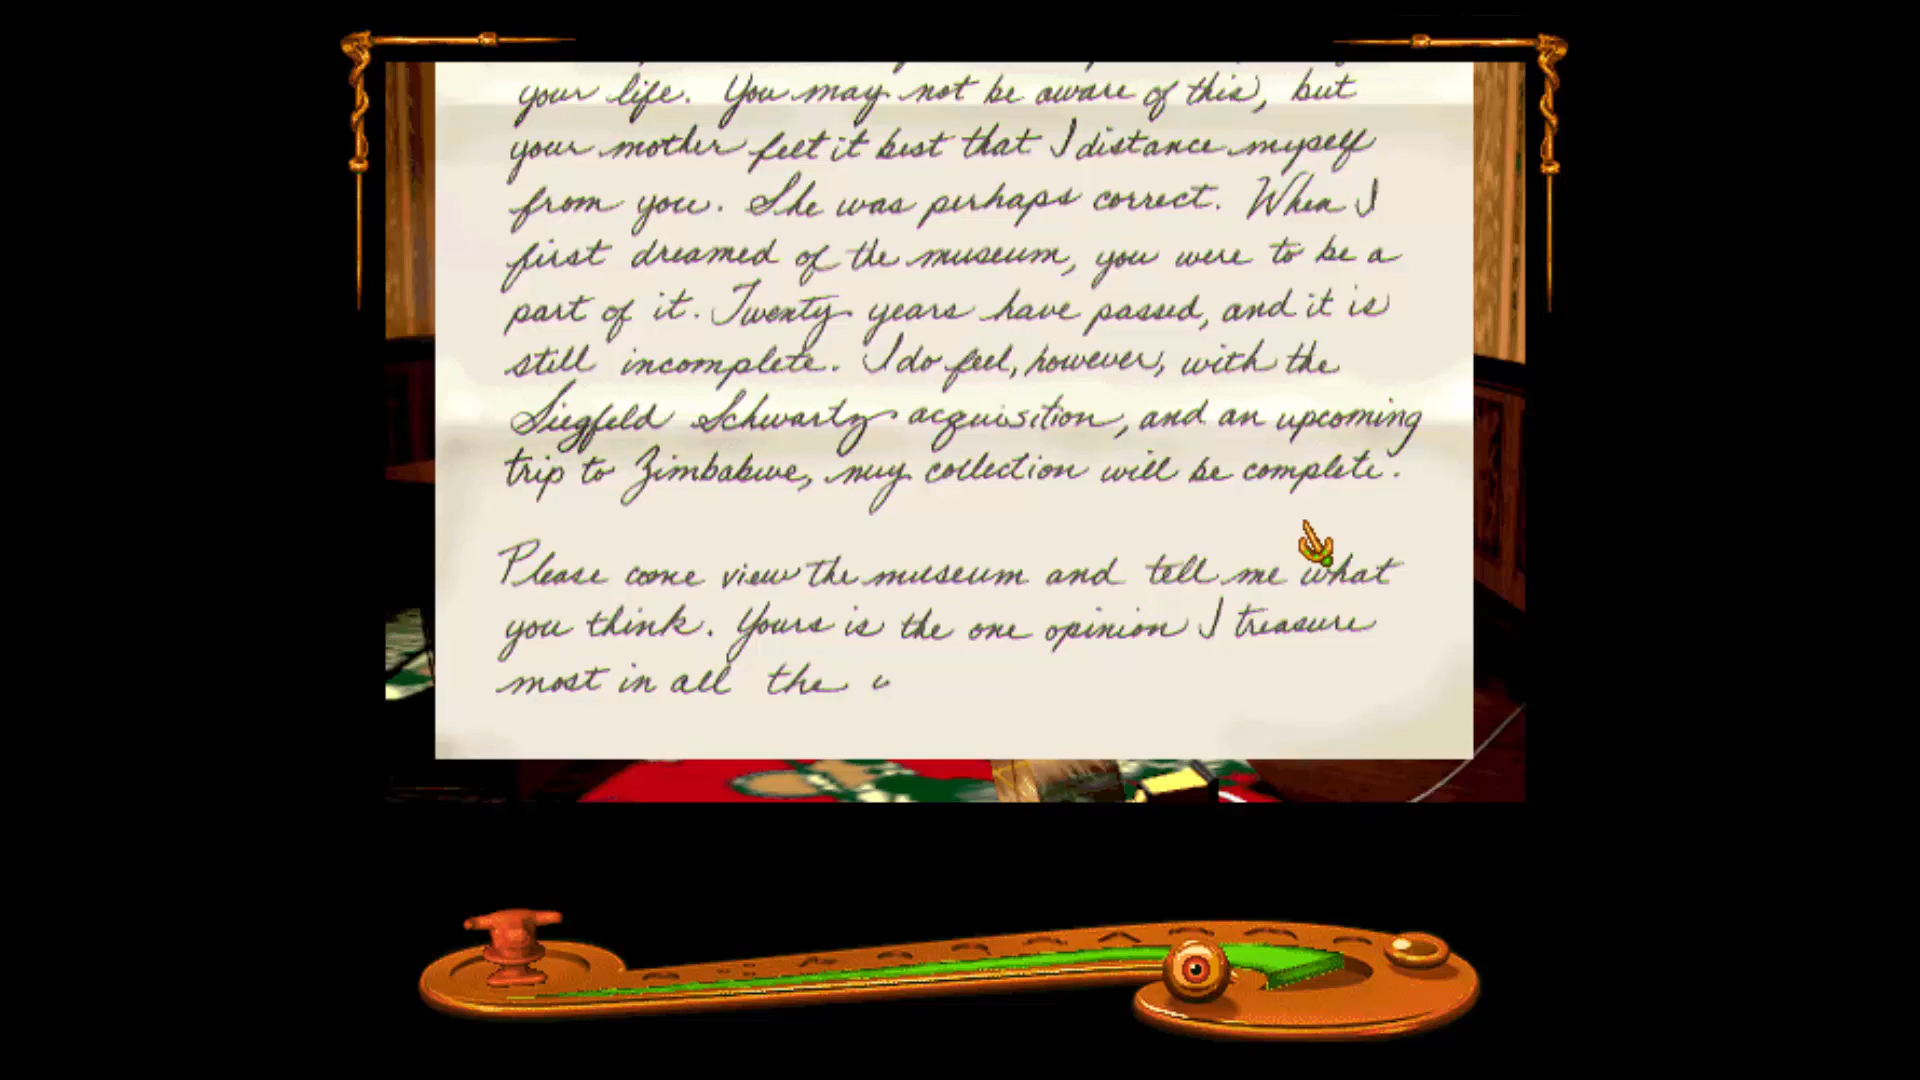 your life. You may not be aware of this, but
your mother felt it best that I distance myself
from you. She was perhaps correct. When I
first dreamed of the museum, you were to be a
part of it. Twenty years have passed, and it is
still incomplete. I do feel, however, with the
Siegfeld Schwartz acquisition, and an upcoming
trip to Zimbabwe, my collection will be complete.
Please come view the museum and tell me what
you think. Yours is the one opinion I treasure
most in all the